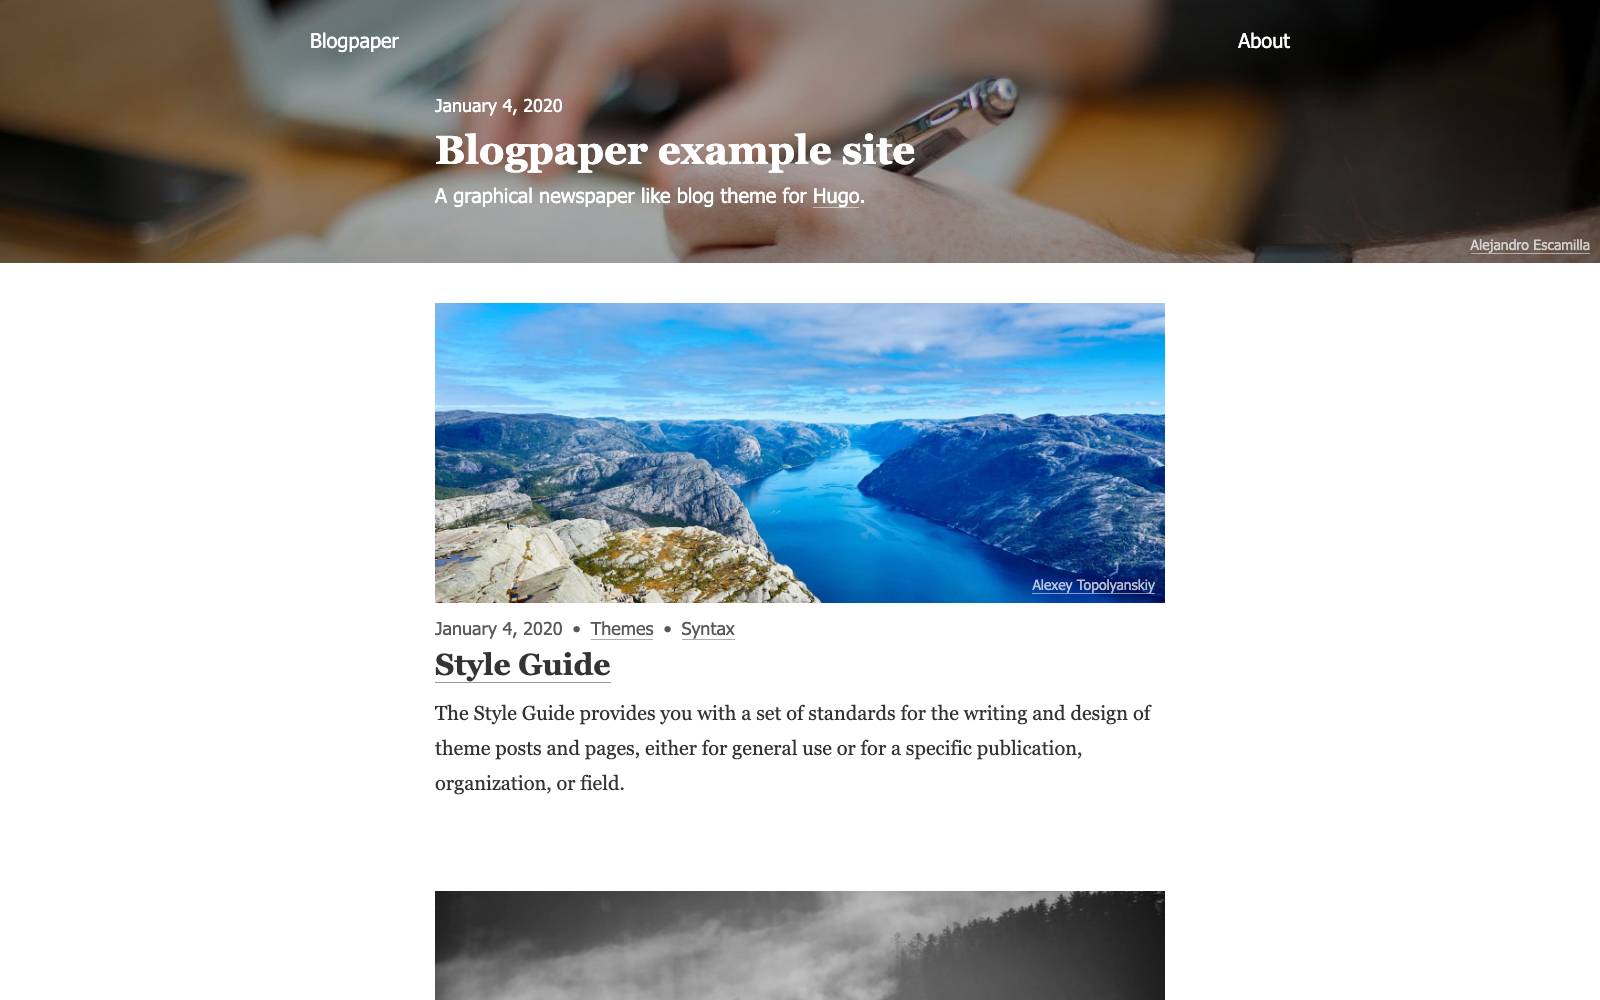 Blogpaper
About
January 4, 2020
Blogpaper example site
A graphical newspaper like blog theme for Hugo.
Alejandro Escamilla
Alexey Topolyanskiy
January 4, 2020 • Themes • Syntax
Style Guide
The Style Guide provides you with a set of standards for the writing and design of
theme posts and pages, either for general use or for a specific publication,
organization, or field.